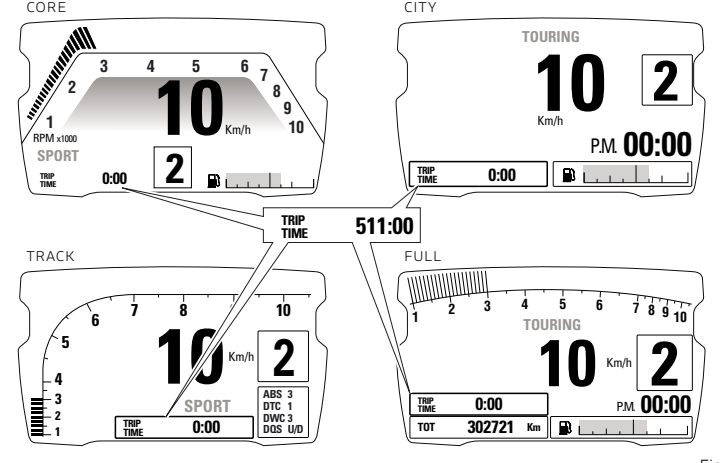 CORE
1 2 3 4 5 6 7 8 9 10
RPM x1000
10
Km/h
SPORT
2
TRIP
TIME
0:00
CITY
TOURING
10
Km/h
2
P.M. 00:00
TRIP
TIME
0:00
TRIP
TIME
511:00
TRACK
1 2 3 4 5 6 7 8 10
10
Km/h
2
SPORT
ABS 3
DTC 1
DWC 3
DQS U/D
TRIP
TIME
0:00
FULL
1 2 3 4 5 6 7 8 9 10
TOURING
10
Km/h
2
TRIP
TIME
0:00
P.M. 00:00
TOT 302721 Km